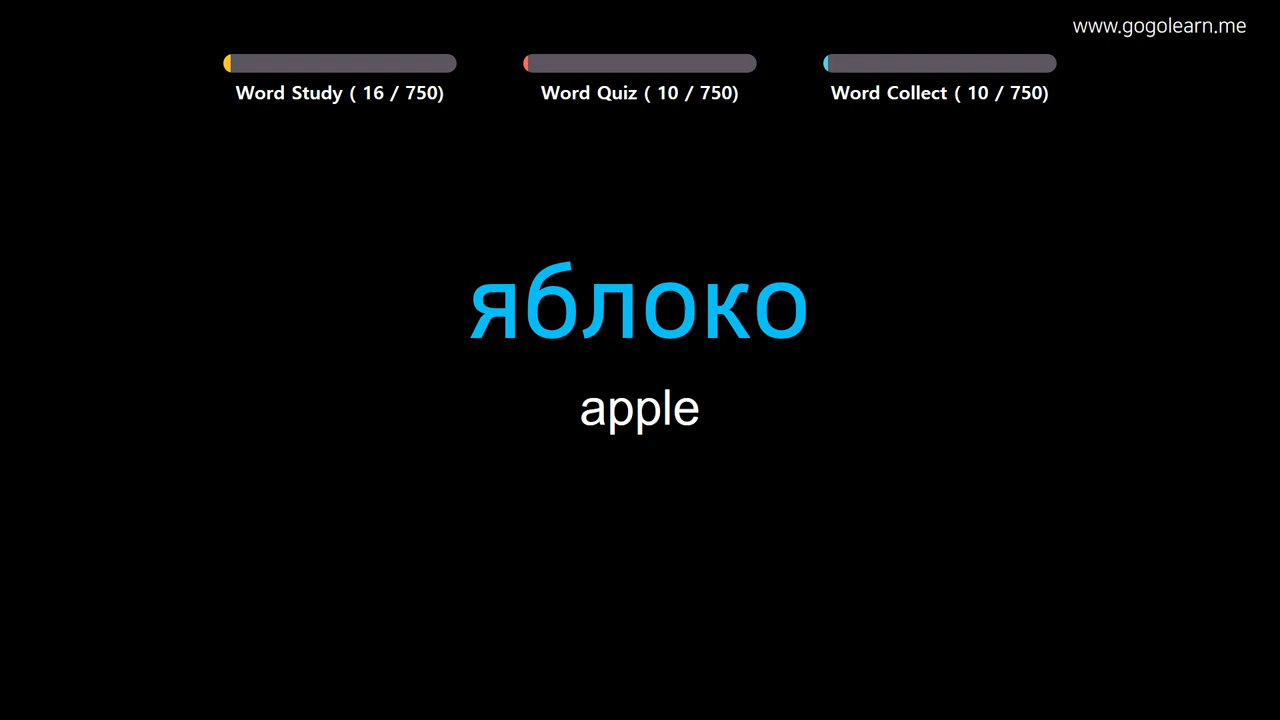 www.gogolearn.me
Word Study ( 16 / 750)
Word Quiz ( 10 / 750)
Word Collect ( 10 / 750)
яблоко
apple